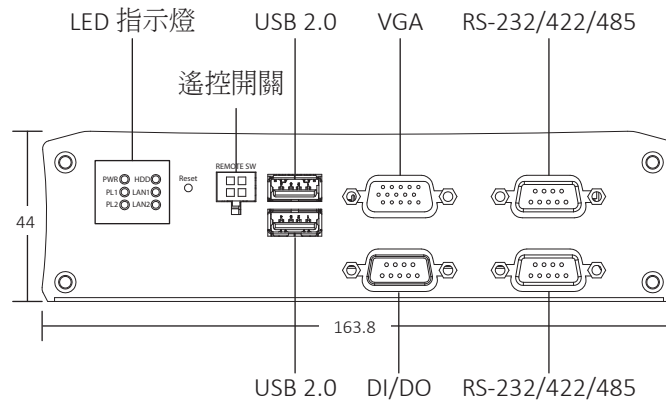 LED 指示燈 USB 2.0 VGA RS-232/422/485
遙控開關
REMOTE SW
PWR HDD Reset
PL1 LAN1
PL2 LAN2
44
163.8
USB 2.0 DI/DO RS-232/422/485